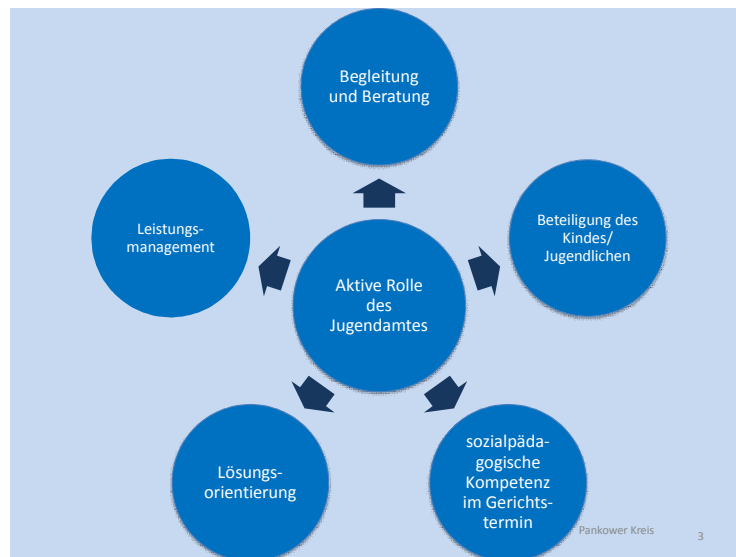 Begleitung
und Beratung
Leistungs-
management
Beteiligung des
Kindes/
Jugendlichen
Aktive Rolle
des
Jugendamtes
Lösungs-
orientierung
sozialpäda-
gogische
Kompetenz
im Gerichts-
termin
Pankower Kreis
3